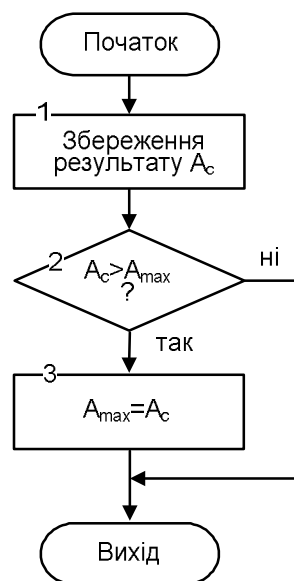 Початок
1
Збереження
результату Ac
2
Ac>Amax
?
ні
так
3
Amax=Ac
Вихід